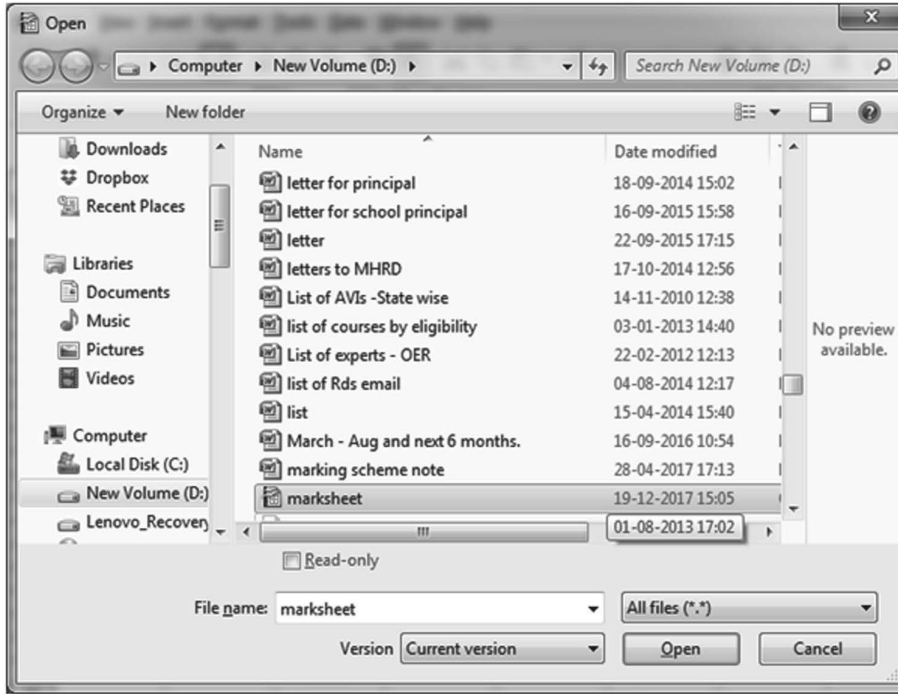 Open
Computer New Volume (D:)
Search New Volume (D:)
Organize
New folder
Downloads
Dropbox
Recent Places
Libraries
Documents
Music
Pictures
Videos
Computer
Local Disk (C:)
New Volume (D:)
Lenovo_Recovery
Name Date modified
letter for principal 18-09-2014 15:02
letter for school principal 16-09-2015 15:58
letter 22-09-2015 17:15
letters to MHRD 17-10-2014 12:56
List of AVIs -State wise 14-11-2010 12:38
list of courses by eligibility 03-01-2013 14:40
List of experts - OER 22-02-2012 12:13
list of Rds email 04-08-2014 12:17
list 15-04-2014 15:40
March - Aug and next 6 months. 16-09-2016 10:54
marking scheme note 28-04-2017 17:13
marksheet 19-12-2017 15:05
01-08-2013 17:02
No preview
available.
Read-only
File name: marksheet All files (*.*)
Version Current version Open Cancel